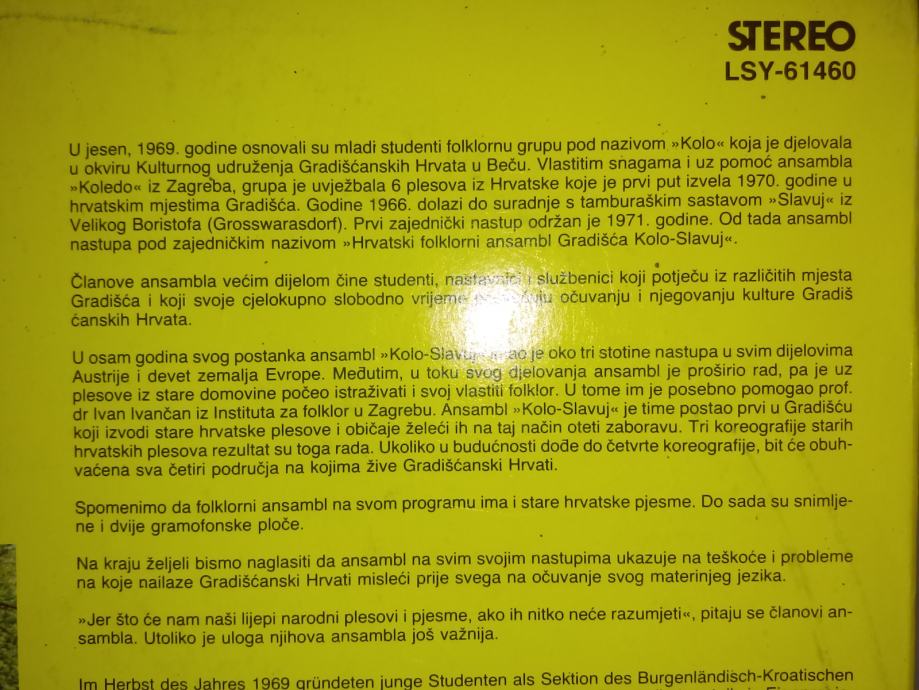 STEREO
LSY-61460
U jesen, 1969. godine osnovali su mladi studenti folklornu grupu pod nazivom »Kolo« koja je djelovala
u okviru Kulturnog udruženja Gradišćanskih Hrvata u Beču. Vlastitim snagama i uz pomoć ansambla
»Koledo« iz Zagreba, grupa je uvježbala 6 plesova iz Hrvatske koje je prvi put izvela 1970. godine u
hrvatskim mjestima Gradišća. Godine 1966. dolazi do suradnje s tamburaškim sastavom »Slavuj« iz
Velikog Boristofa (Grosswarasdorf). Prvi zajednički nastup održan je 1971. godine. Od tada ansambl
nastupa pod zajedničkim nazivom »Hrvatski folklorni ansambl Gradišća Kolo-Slavuj«.
Članove ansambla većim dijelom čine studenti, nastavnici i službenici koji potječu iz različitih mjesta
Gradišća i koji svoje cjelokupno slobodno vrijeme očuvanju i njegovanju kulture Gradiš
ćanskih Hrvata.
U osam godina svog postanka ansambl »Kolo-Slavuj« je oko tri stotine nastupa u svim dijelovima
Austrije i devet zemalja Evrope. Međutim, u toku svog djelovanja ansambl je proširio rad, pa je uz
plesove iz stare domovine počeo istraživati i svoj vlastiti folklor. U tome im je posebno pomogao prof.
dr Ivan Ivančan iz Instituta za folklor u Zagrebu. Ansambl »Kolo-Slavuj« je time postao prvi u Gradišću
koji izvodi stare hrvatske plesove i običaje želeći ih na taj način oteti zaboravu. Tri koreografije starih
hrvatskih plesova rezultat su toga rada. Ukoliko u budućnosti dođe do četvrte koreografije, bit će obuh-
vaćena sva četiri područja na kojima žive Gradišćanski Hrvati.
Spomenimo da folklorni ansambl na svom programu ima i stare hrvatske pjesme. Do sada su snimlje-
ne i dvije gramofonske ploče.
Na kraju željeli bismo naglasiti da ansambl na svim svojim nastupima ukazuje na teškoće i probleme
na koje nailaze Gradišćanski Hrvati misleći prije svega na očuvanje svog materinjeg jezika.
»Jer što će nam naši lijepi narodni plesovi i pjesme, ako ih nitko neće razumjeti«, pitaju se članovi an-
sambla. Utoliko je uloga njihova ansambla još važnija.
Im Herbst des Jahres 1969 gründeten junge Studenten als Sektion des Burgenländisch-Kroatischen